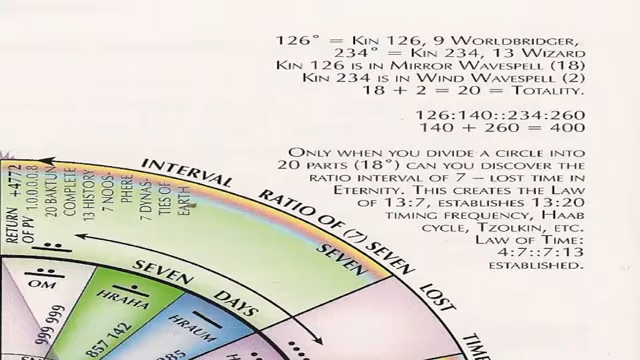 126° = Kin 126, 9 Worldbridger,
234° = Kin 234, 13 Wizard
Kin 126 is in Mirror Wavespell (18)
Kin 234 is in Wind Wavespell (2)
18 + 2 = 20 = Totality.
126:140::234:260
140 + 260 = 400
Only when you divide a circle into
20 parts (18°) can you discover the
ratio interval of 7 – lost time in
Eternity. This creates the Law
of 13:7, establishes 13:20
timing frequency, Haab
cycle, Tzolkin, etc.
Law of Time:
4:7::7:13
established.
INTERVAL RATIO OF (7) SEVEN LOST TIME
RETURN +4772
OF PV 1.0.0.0.0.8
20 BAKTUN
COMPLETE
13 HISTORY
7 NOOS-
PHERE
7 DYNAS-
TIES OF
EARTH
SEVEN
SEVEN DAYS
OM
999 999
HRAHA
857 142
HRAUM
285
H